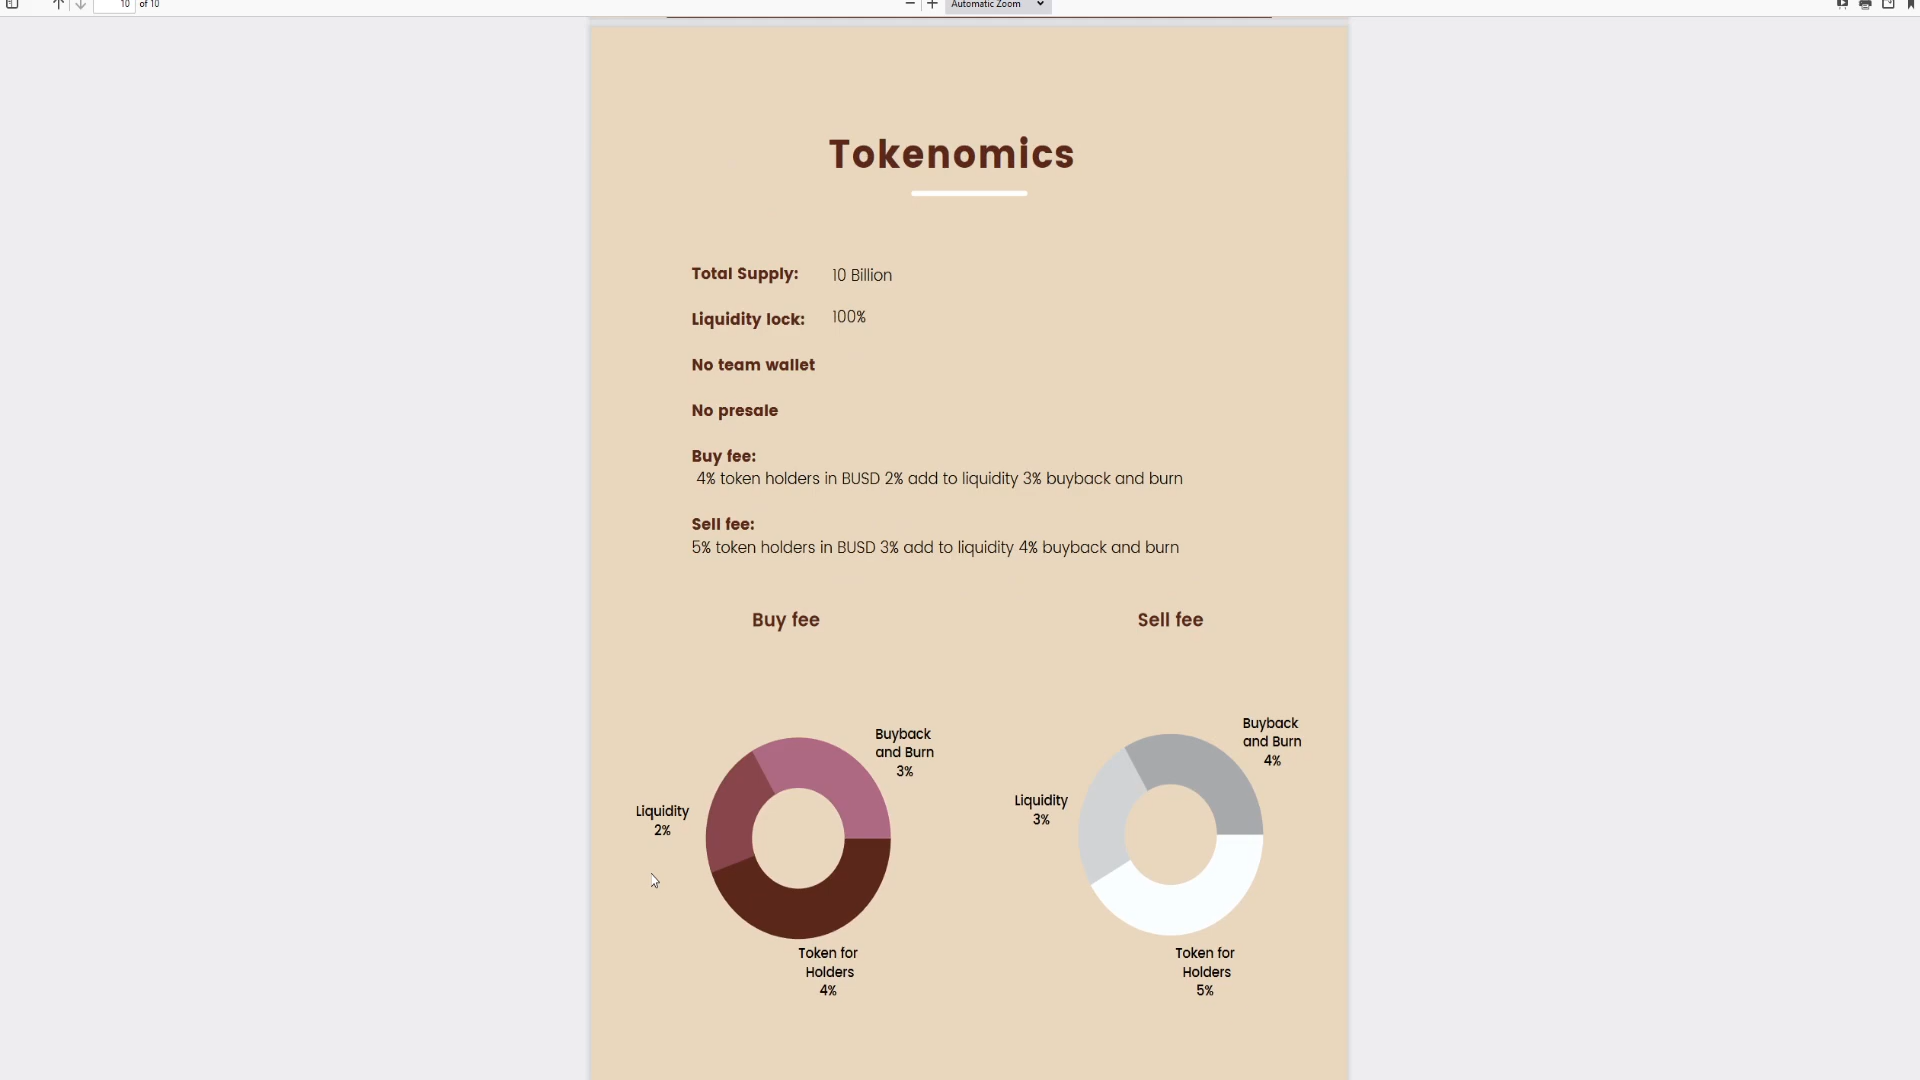 10 of 10
Automatic Zoom
Tokenomics
Total Supply: 10 Billion
Liquidity lock: 100%
No team wallet
No presale
Buy fee:
4% token holders in BUSD 2% add to liquidity 3% buyback and burn
Sell fee:
5% token holders in BUSD 3% add to liquidity 4% buyback and burn
Buy fee
Buyback
and Burn
3%
Liquidity
2%
Token for
Holders
4%
Sell fee
Buyback
and Burn
4%
Liquidity
3%
Token for
Holders
5%